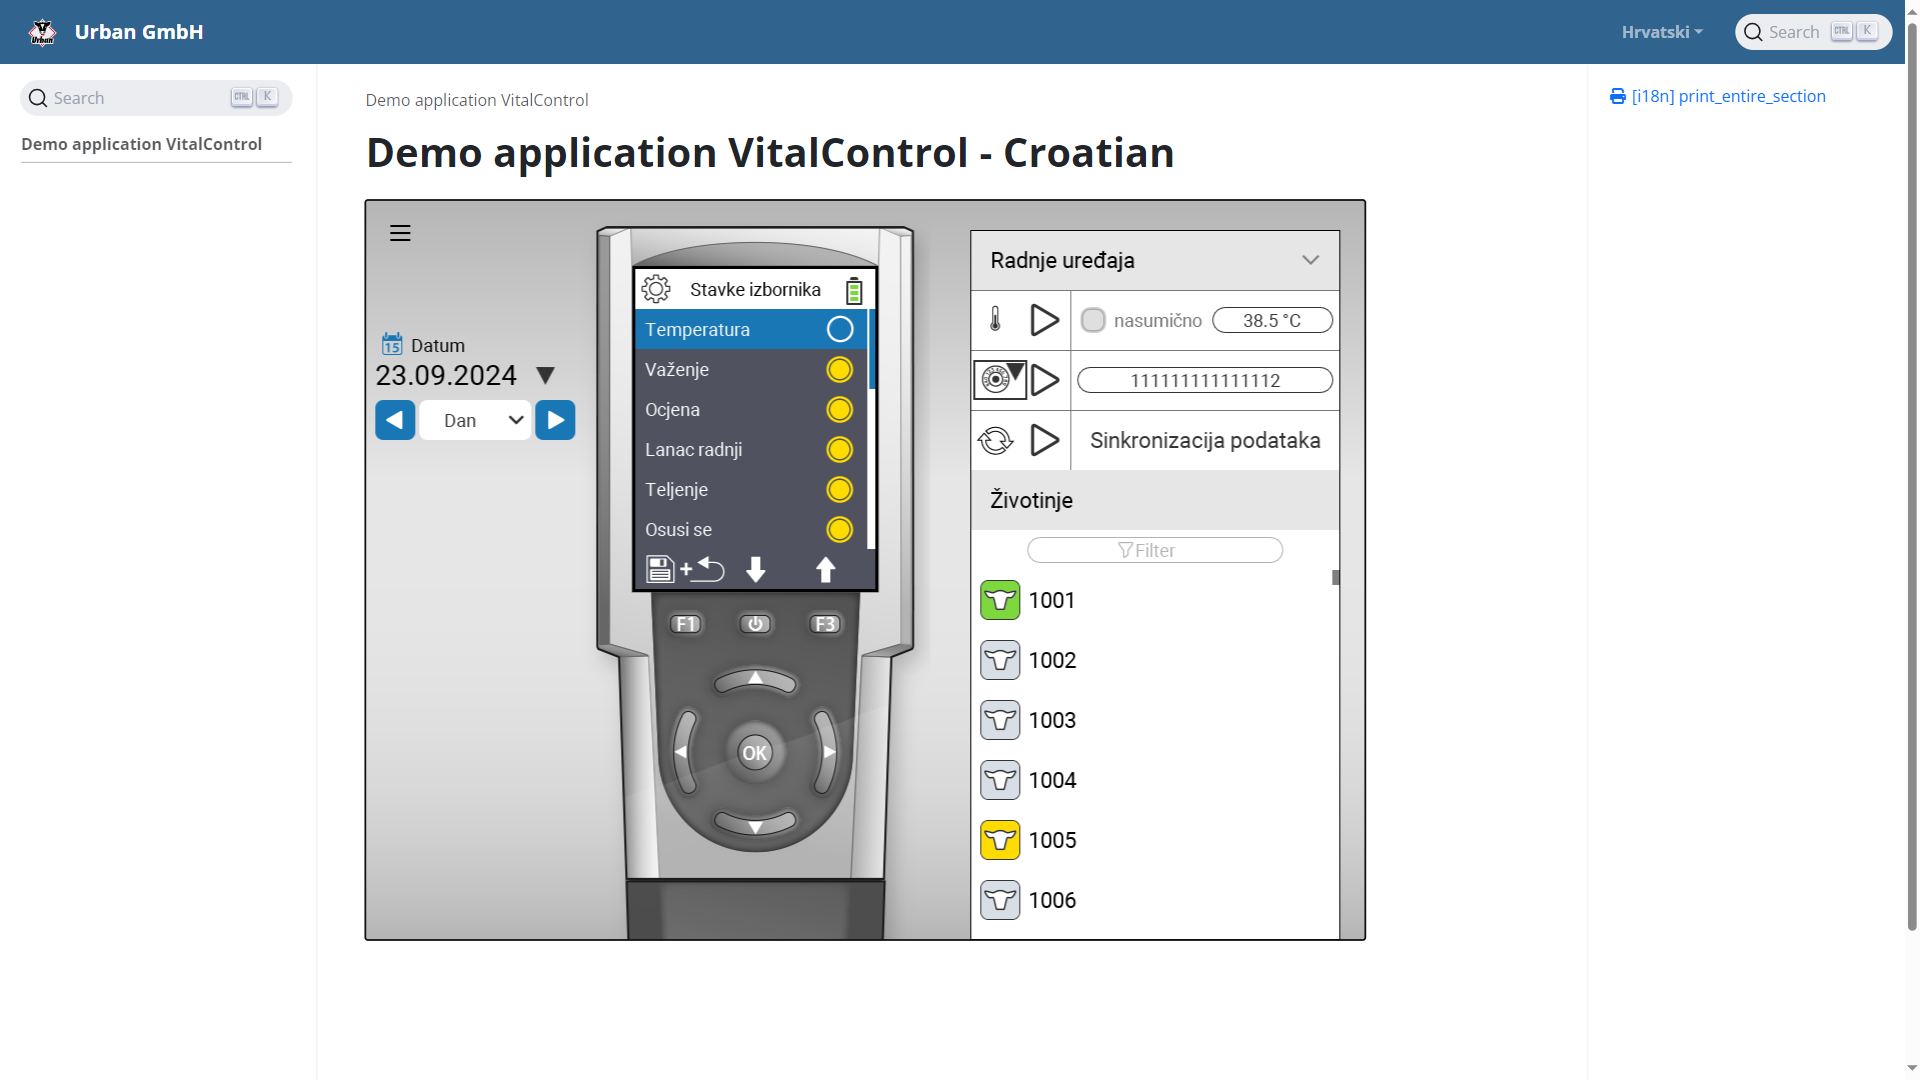 Urban GmbH
Hrvatski
Search CTRL K
Search CTRL K
Demo application VitalControl
Demo application VitalControl
Demo application VitalControl - Croatian
[i18n] print_entire_section
15 Datum
23.09.2024
Dan
Stavke izbornika
Temperatura
Važenje
Ocjena
Lanac radnji
Teljenje
Osusi se
F1
F3
OK
Radnje uređaja
nasumično 38.5 °C
111111111111112
Sinkronizacija podataka
Životinje
Filter
1001
1002
1003
1004
1005
1006